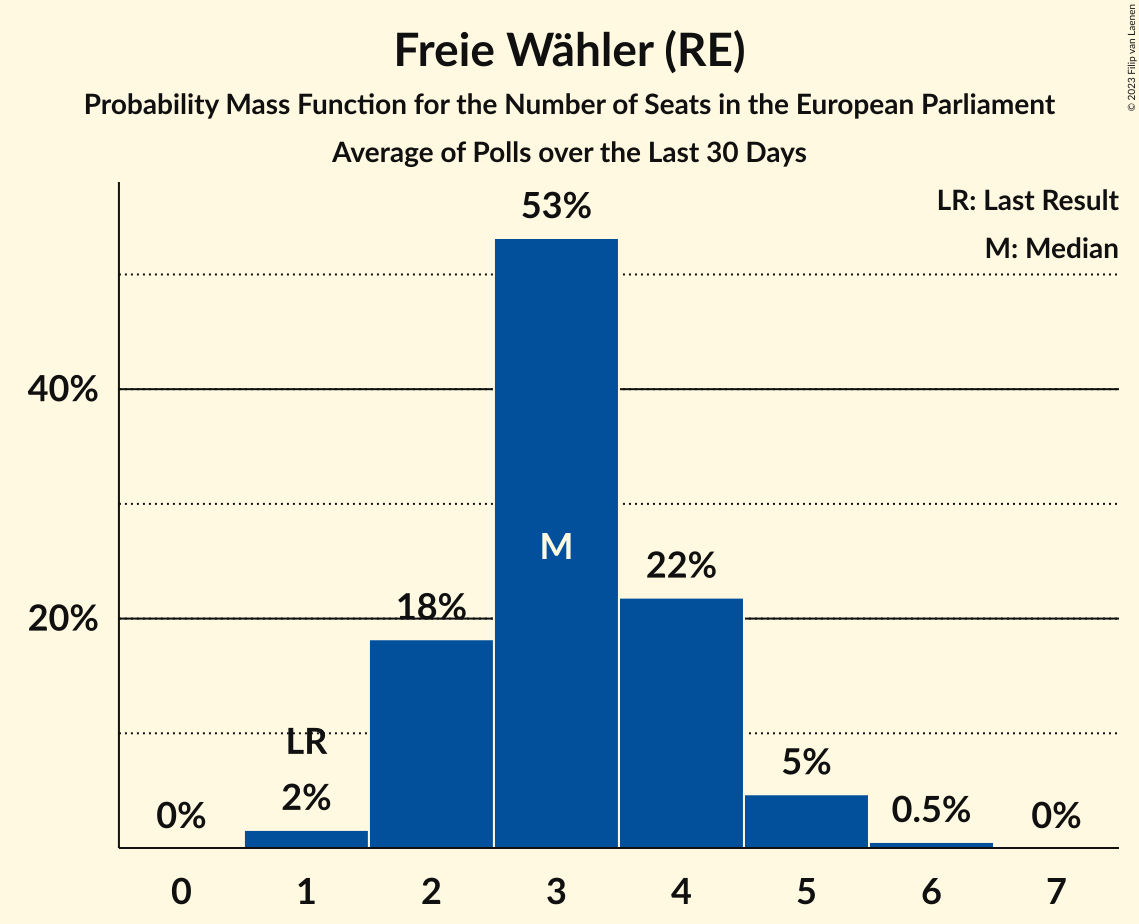 Freie Wähler (RE)
Probability Mass Function for the Number of Seats in the European Parliament
Average of Polls over the Last 30 Days
© 2023 Filip van Laenen
LR: Last Result
M: Median
53%
40%
M
22%
20%
18%
LR
2%
5%
0%
0.5%
0%
0 1 2 3 4 5 6 7